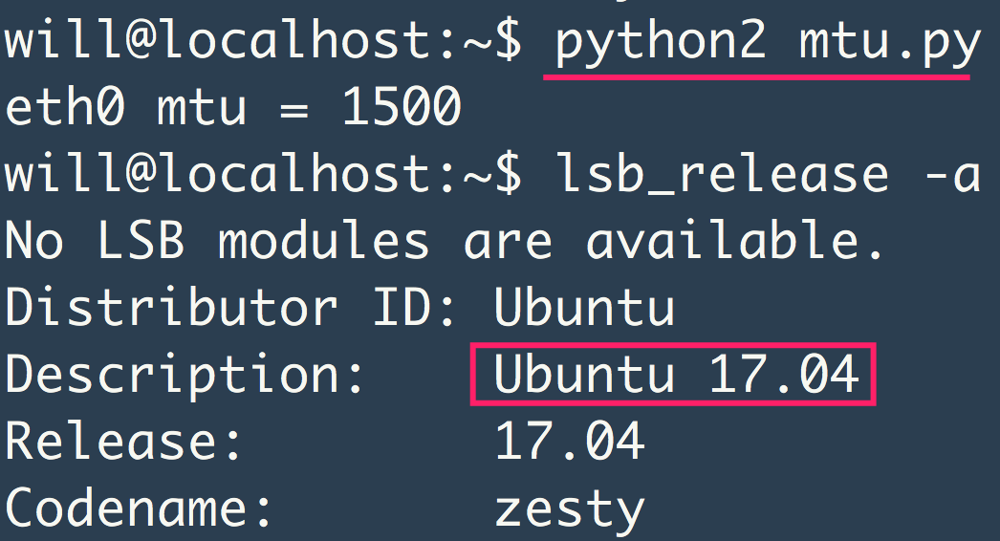 will@localhost:~$ python2 mtu.py
eth0 mtu = 1500
will@localhost:~$ lsb_release -a
No LSB modules are available.
Distributor ID: Ubuntu
Description:    Ubuntu 17.04
Release:        17.04
Codename:       zesty